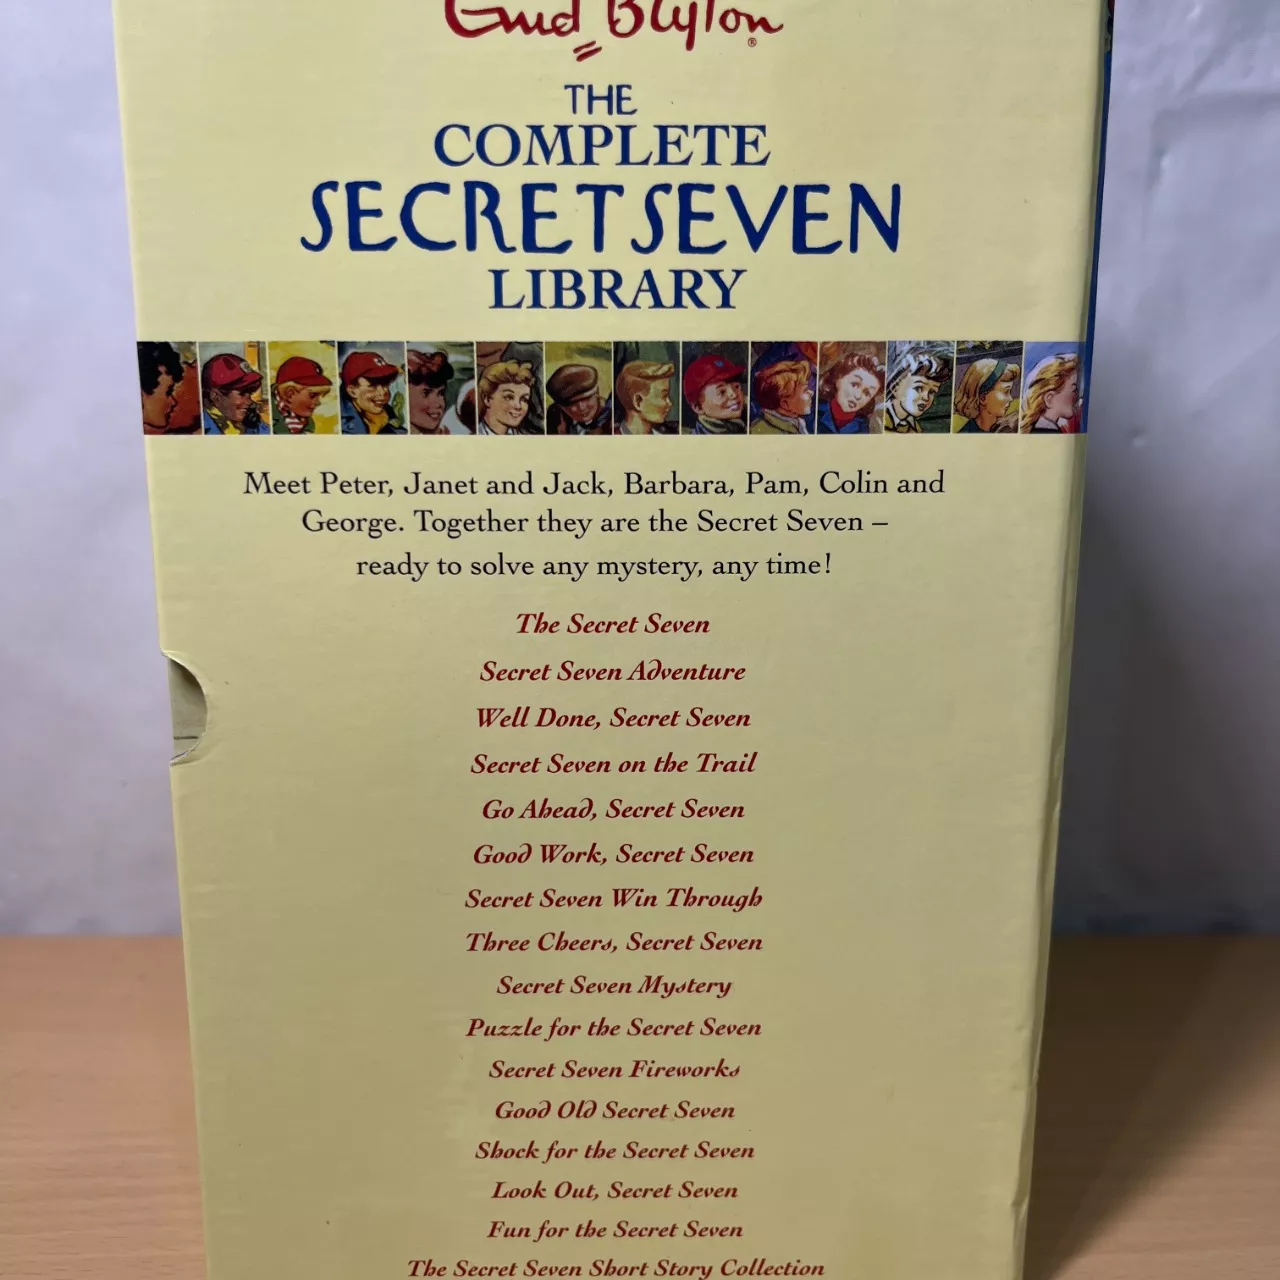 Enid Blyton®
THE
COMPLETE
SECRET SEVEN
LIBRARY
Meet Peter, Janet and Jack, Barbara, Pam, Colin and
George. Together they are the Secret Seven –
ready to solve any mystery, any time!
The Secret Seven
Secret Seven Adventure
Well Done, Secret Seven
Secret Seven on the Trail
Go Ahead, Secret Seven
Good Work, Secret Seven
Secret Seven Win Through
Three Cheers, Secret Seven
Secret Seven Mystery
Puzzle for the Secret Seven
Secret Seven Fireworks
Good Old Secret Seven
Shock for the Secret Seven
Look Out, Secret Seven
Fun for the Secret Seven
The Secret Seven Short Story Collection